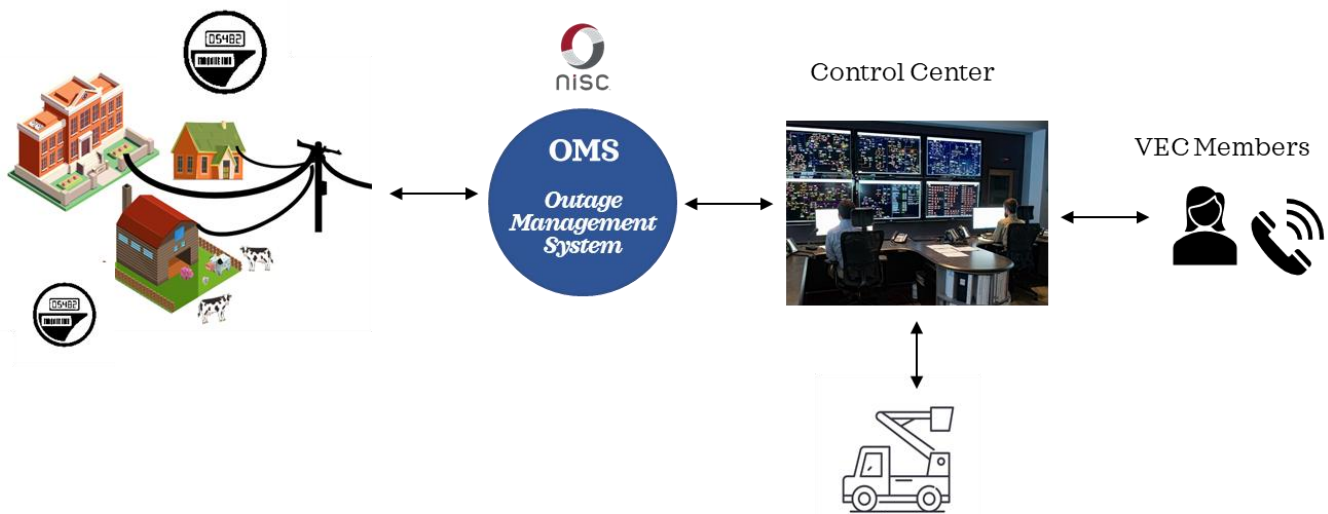 05482
nisc
Control Center
OMS
Outage
Management
System
VEC Members
05482